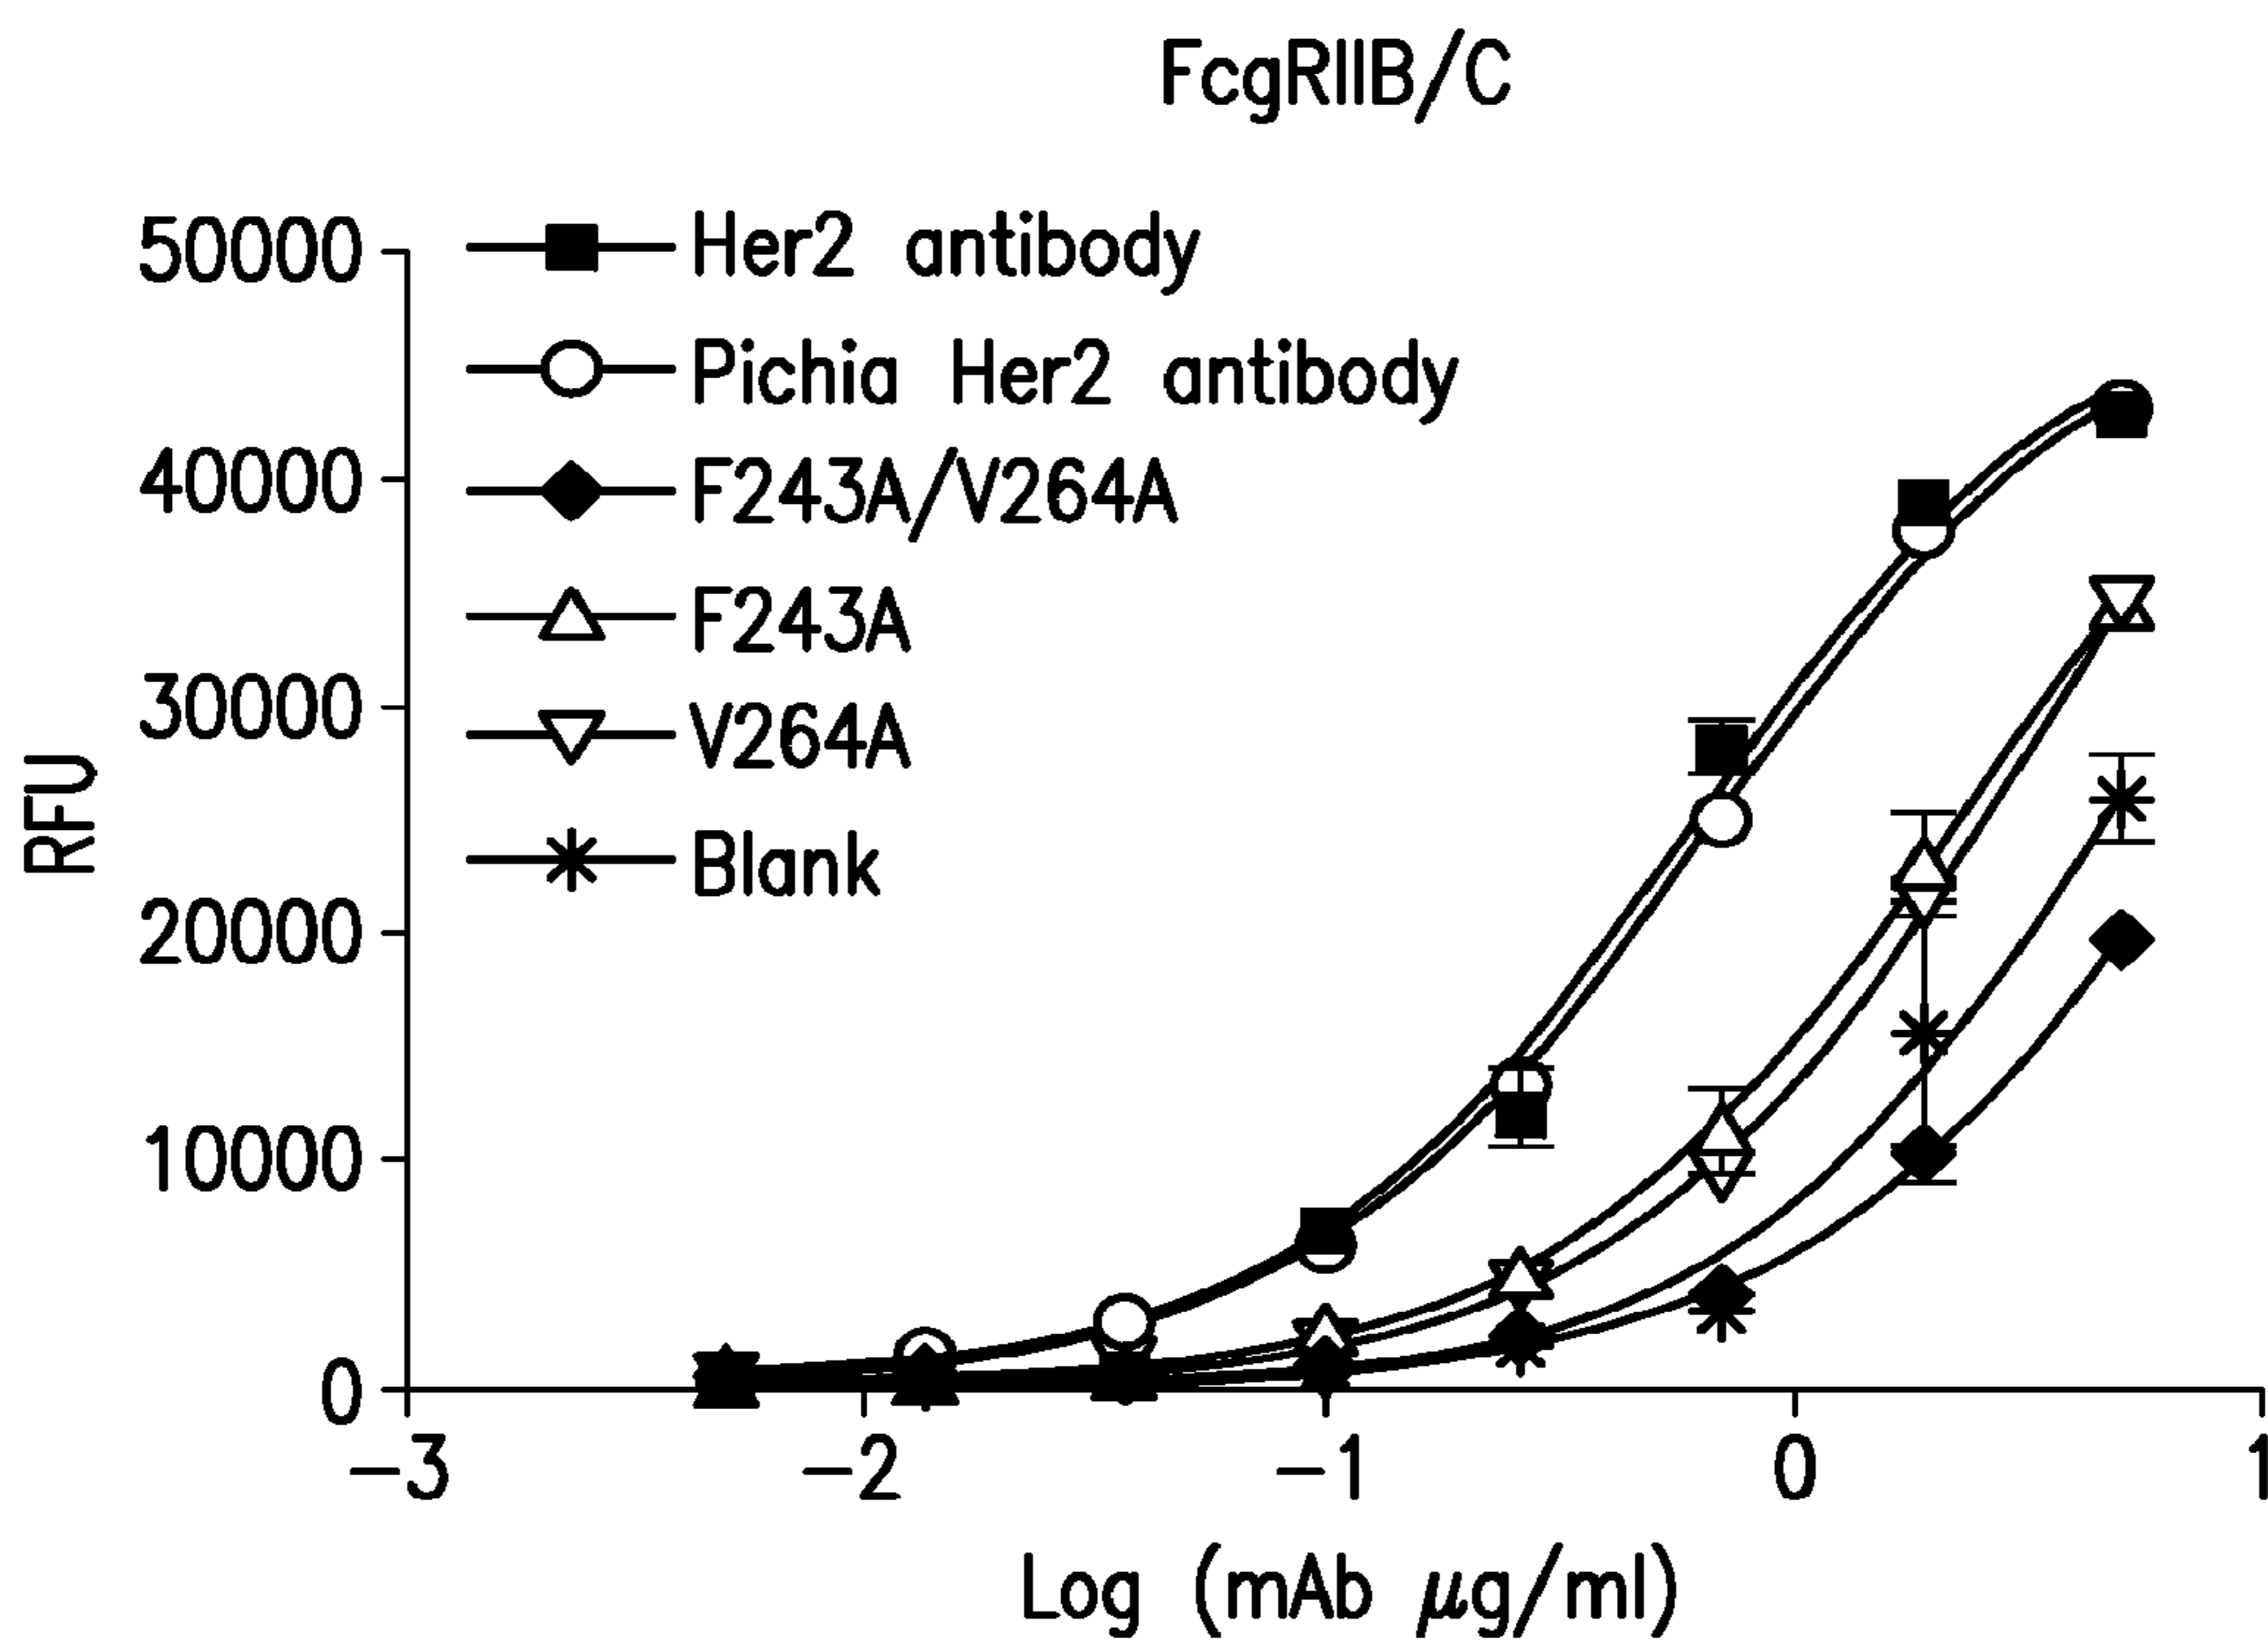 FcgRIIB/C
50000
40000
30000
20000
10000
0
RFU
Her2 antibody
Pichia Her2 antibody
F243A/V264A
F243A
V264A
Blank
-3 -2 -1 0 1
Log (mAb µg/ml)